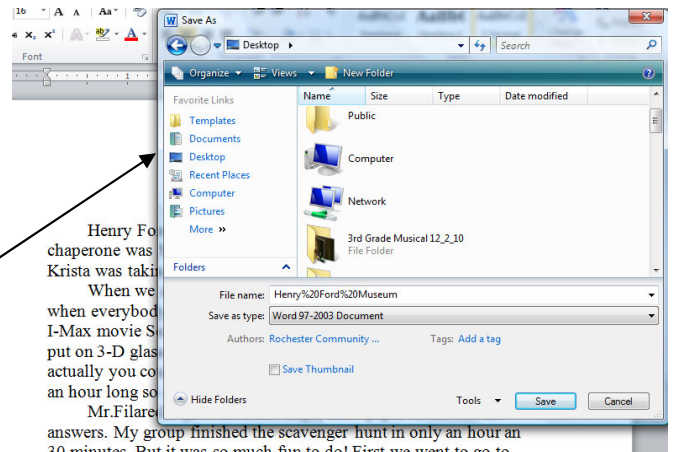 16 A A Aa
x, x² A ab A
Font
1
W Save As
Desktop
Search
Organize Views New Folder
Favorite Links
Templates
Documents
Desktop
Recent Places
Computer
Pictures
More »
Folders
Name Size Type Date modified
Public
Computer
Network
3rd Grade Musical 12_2_10
File Folder
File name: Henry%20Ford%20Museum
Save as type: Word 97-2003 Document
Authors: Rochester Community ... Tags: Add a tag
Save Thumbnail
Hide Folders Tools Save Cancel
Henry Fo
chaperone was
Krista was taki
When we
when everybod
I-Max movie S
put on 3-D glas
actually you co
an hour long so
Mr.Filare
answers. My group finished the scavenger hunt in only an hour an
30 minutes. But it was so much fun to do! First we went to go to